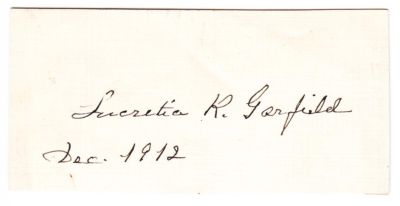 Lucretia R. Garfield
Dec. 1912